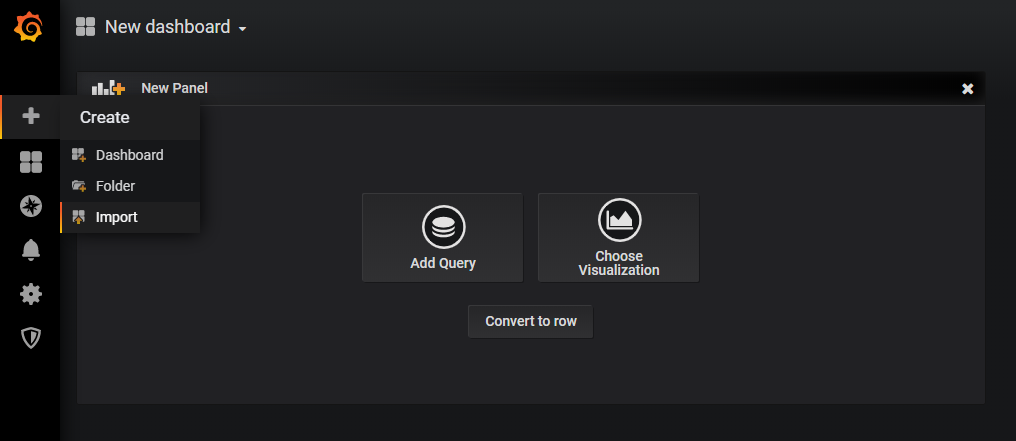 New dashboard
New Panel
Create
Dashboard
Folder
Import
Add Query
Choose
Visualization
Convert to row